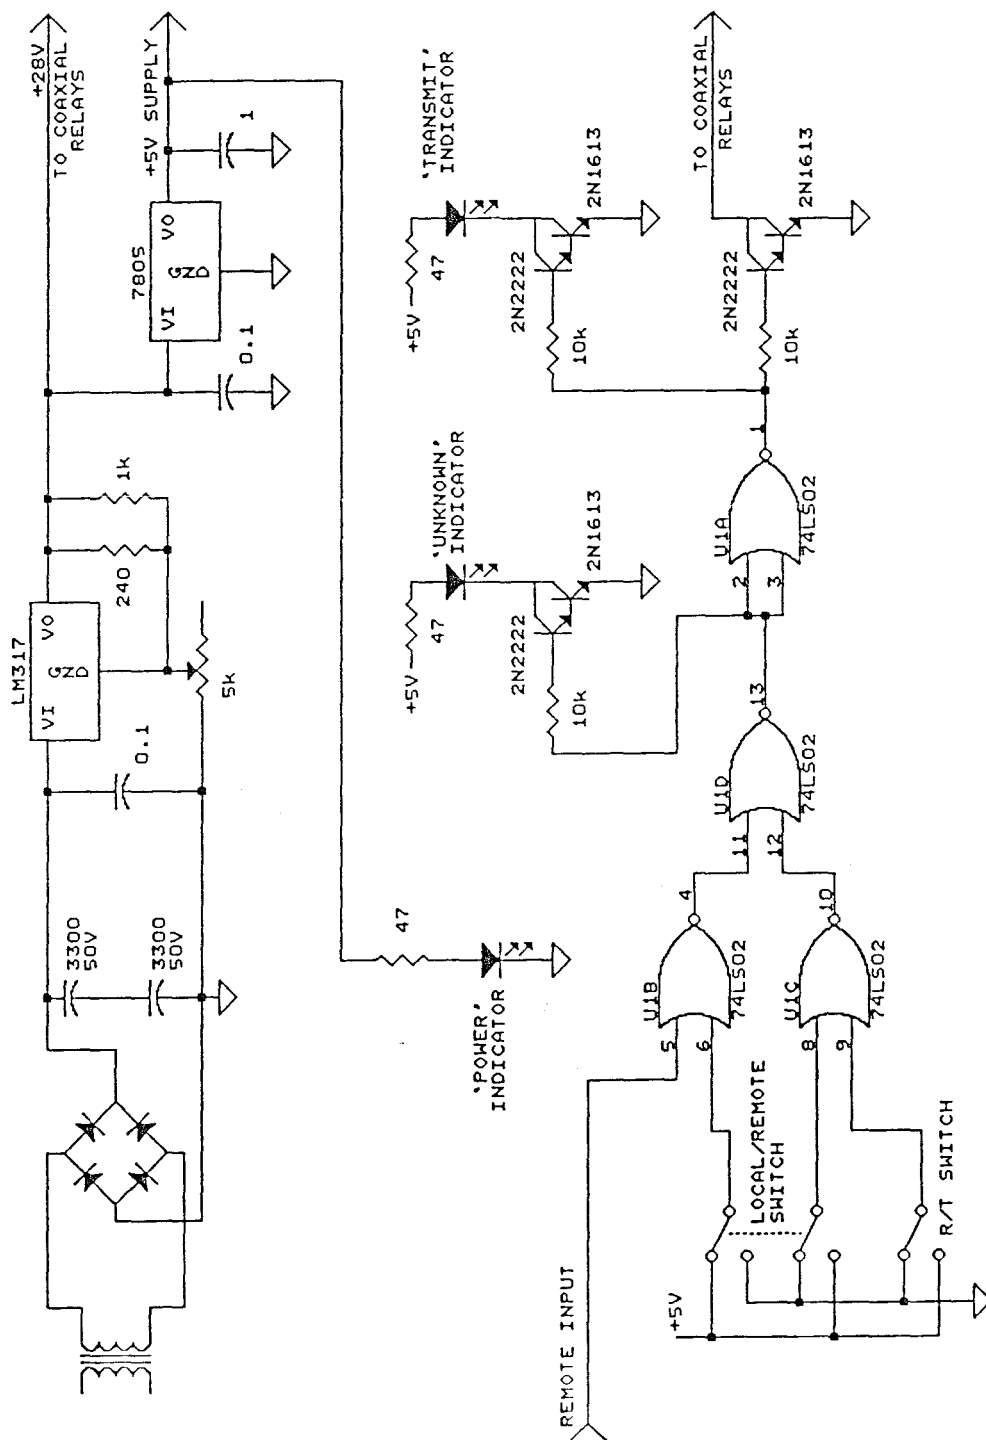 3300
50V
3300
50V
0.1
LM317
VI
GND
VO
5k
240
1k
0.1
7805
VI
GND
VO
1
+28V
TO COAXIAL
RELAYS
+5V SUPPLY
47
'POWER'
INDICATOR
+5V
47
'UNKNOWN'
INDICATOR
10k
2N2222
2N1613
+5V
47
'TRANSMIT'
INDICATOR
10k
2N2222
2N1613
REMOTE INPUT
+5V
LOCAL/REMOTE
SWITCH
R/T SWITCH
5
6
U1B
74LS02
4
8
9
U1C
74LS02
10
11
12
U1D
74LS02
13
2
3
U1A
74LS02
1
10k
2N2222
2N1613
TO COAXIAL
RELAYS